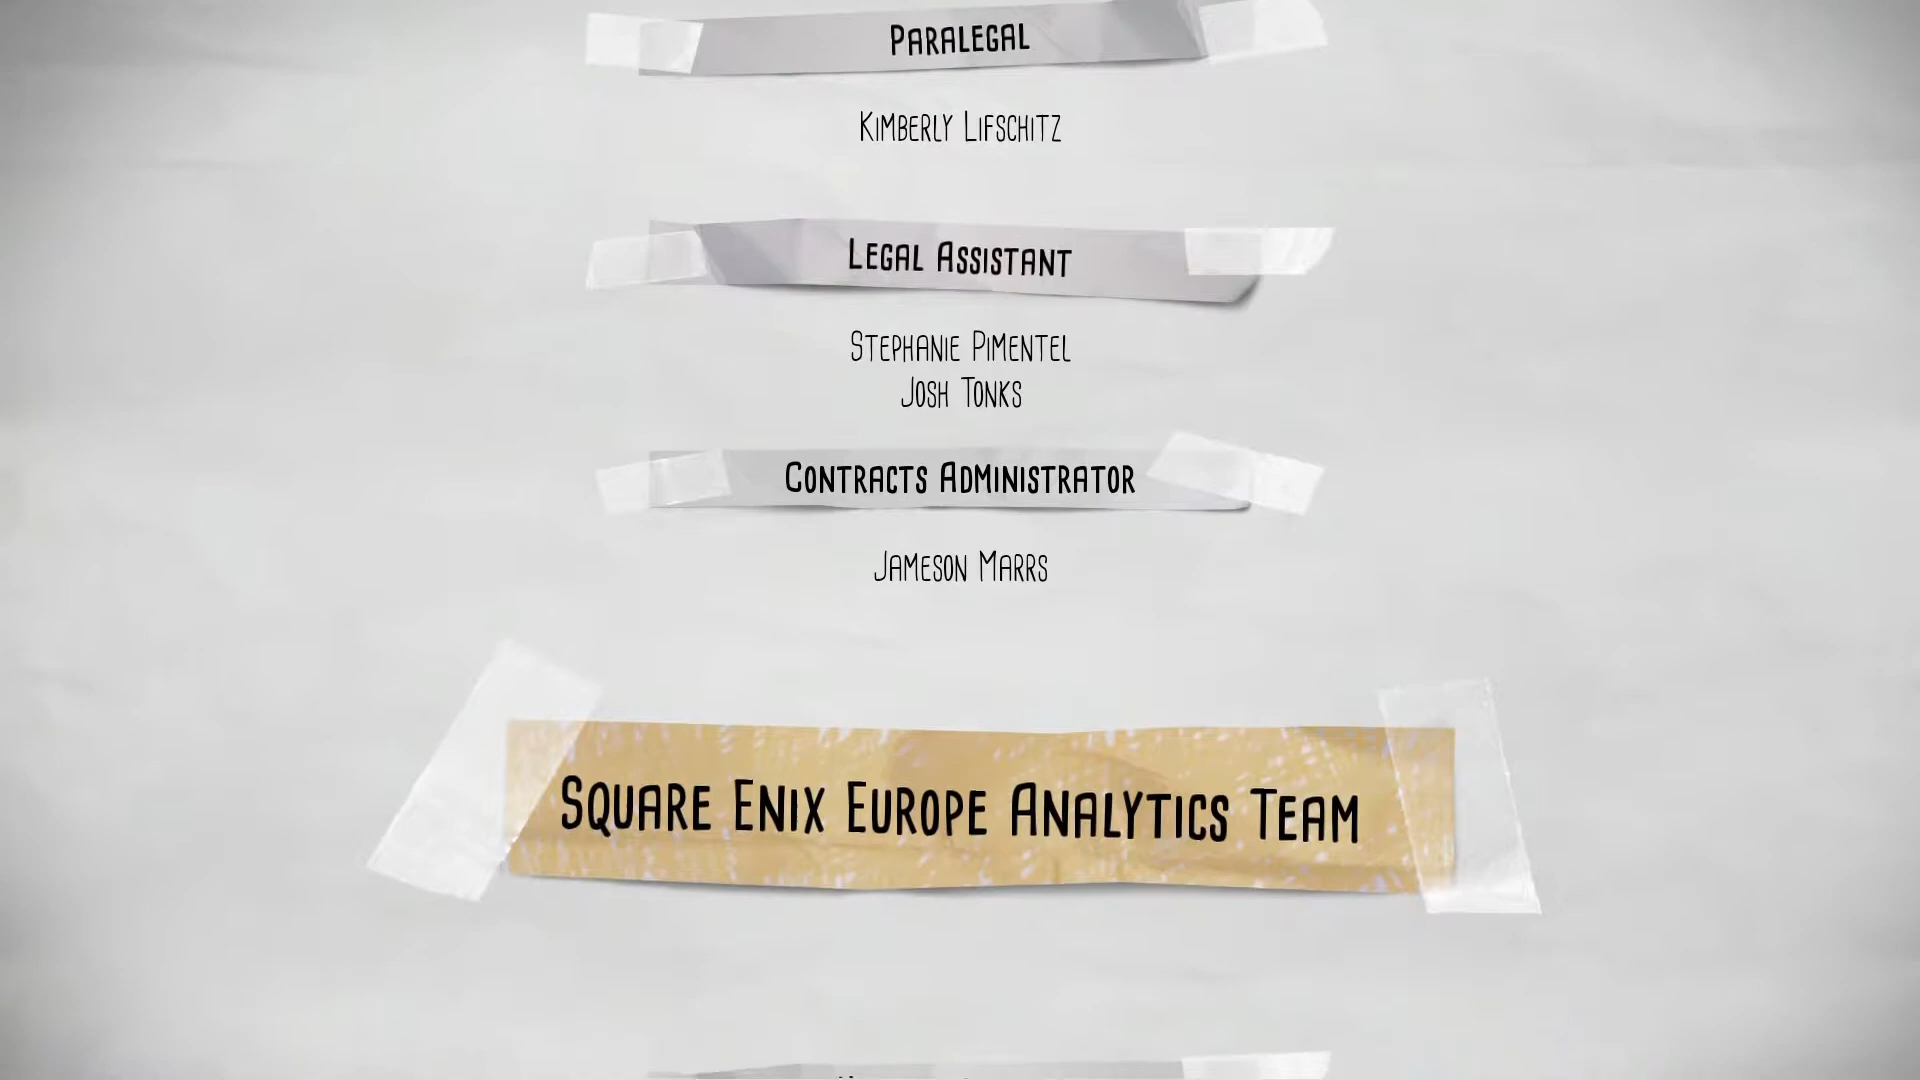 Paralegal
Kimberly Lifschitz
Legal Assistant
Stephanie Pimentel
Josh Tonks
Contracts Administrator
Jameson Marrs
Square Enix Europe Analytics Team